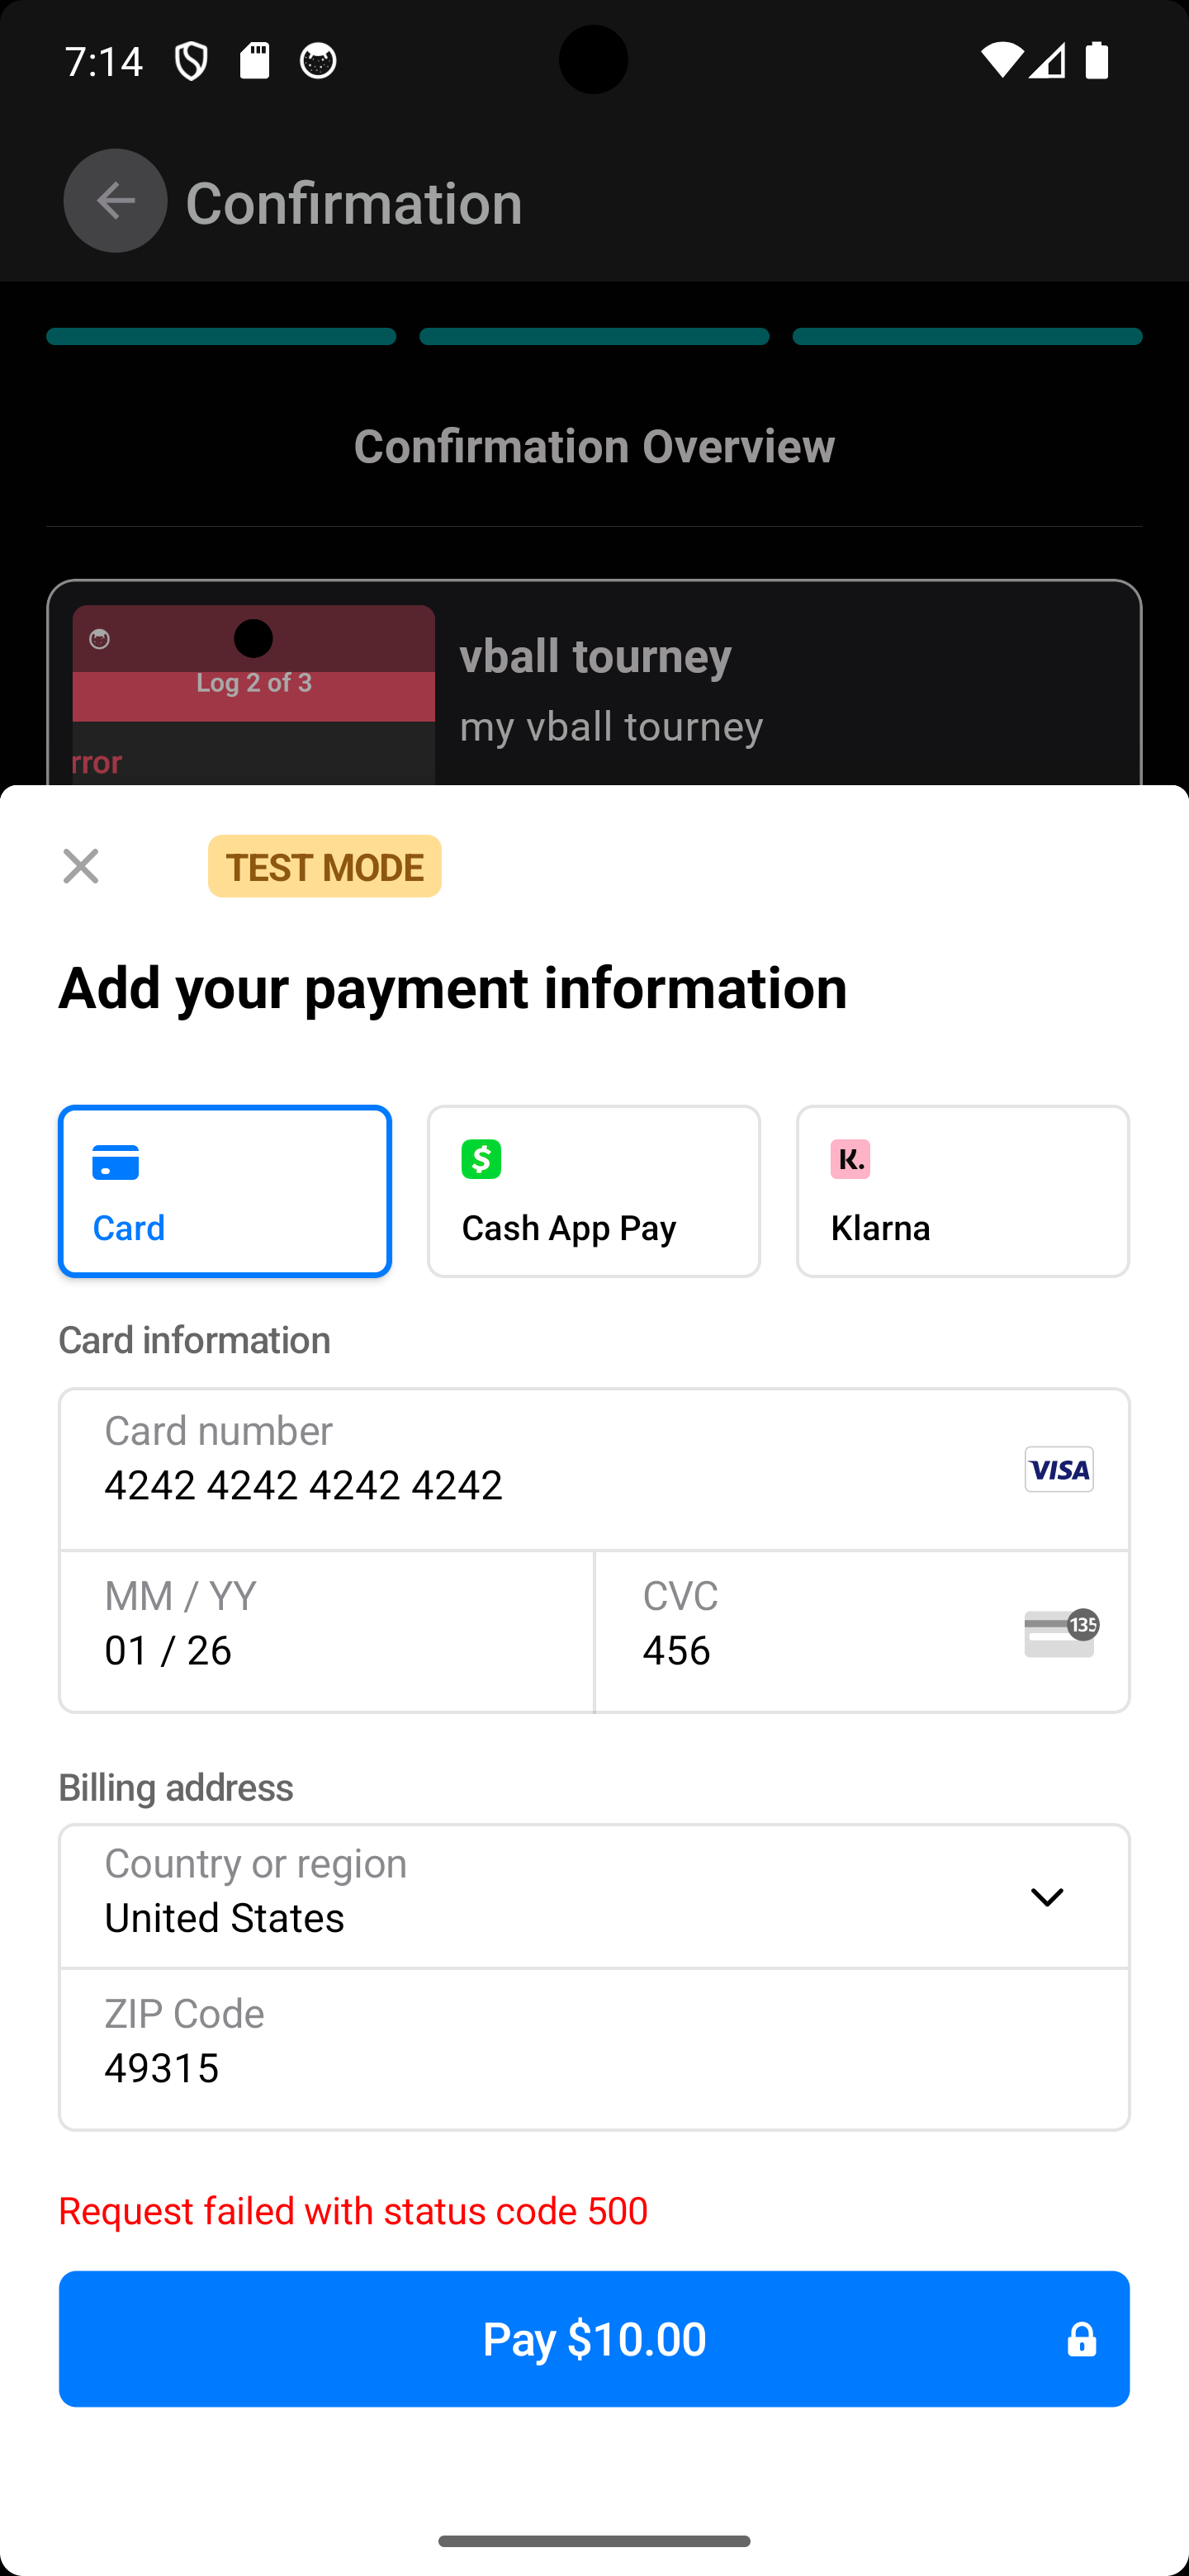 7:14
Confirmation
Confirmation Overview
Log 2 of 3
rror
vball tourney
my vball tourney
TEST MODE
Add your payment information
Card
Cash App Pay
K.
Klarna
Card information
Card number
4242 4242 4242 4242
VISA
MM / YY
01 / 26
CVC
456
135
Billing address
Country or region
United States
ZIP Code
49315
Request failed with status code 500
Pay $10.00